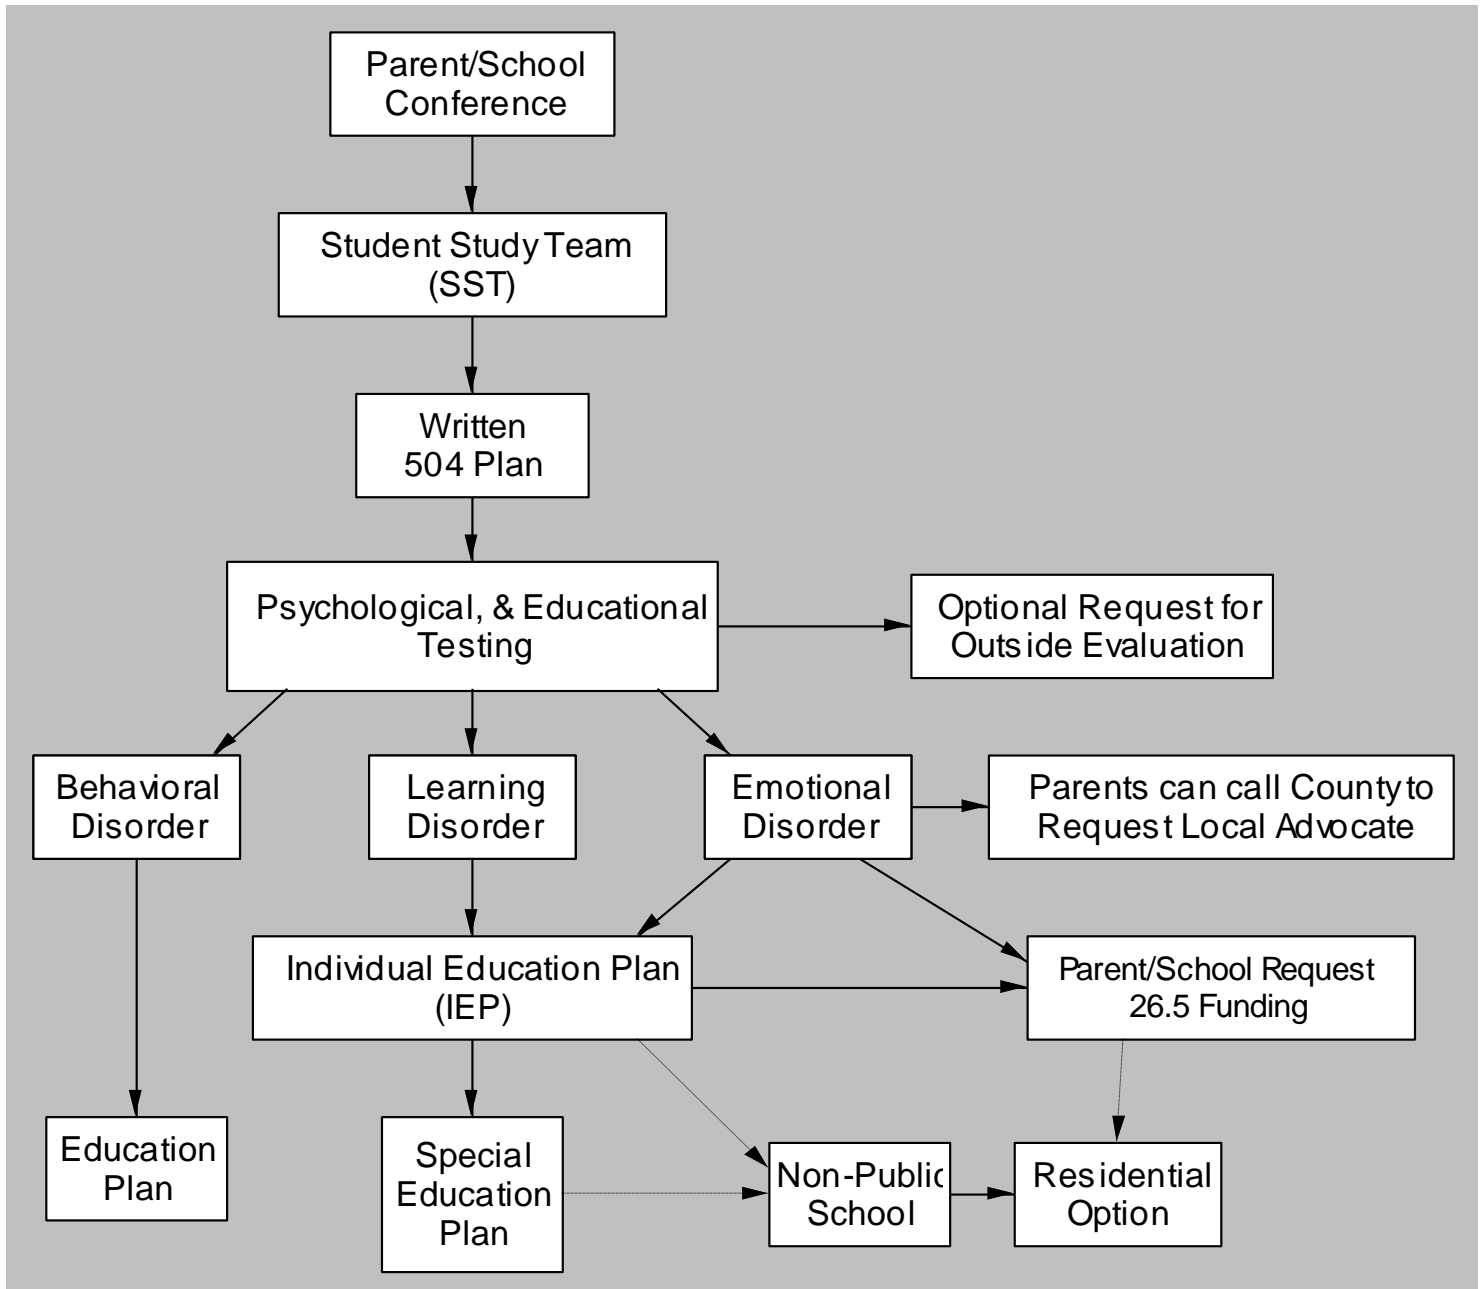 Parent/School
Conference
Student Study Team
(SST)
Written
504 Plan
Psychological, & Educational
Testing
Optional Request for
Outside Evaluation
Behavioral
Disorder
Learning
Disorder
Emotional
Disorder
Parents can call County to
Request Local Advocate
Individual Education Plan
(IEP)
Parent/School Request
26.5 Funding
Education
Plan
Special
Education
Plan
Non-Public
School
Residential
Option